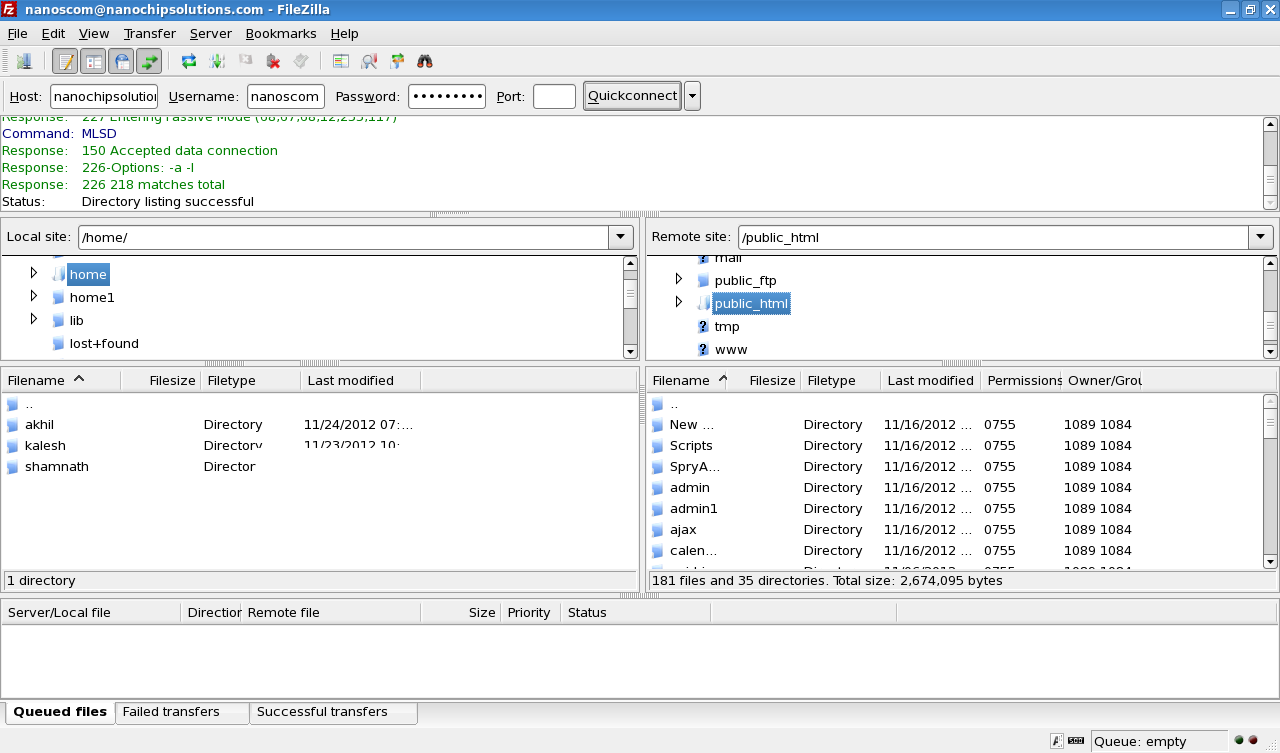 nanoscom@nanochipsolutions.com - FileZilla
File Edit View Transfer Server Bookmarks Help
Host: nanochipsolution Username: nanoscom Password: ••••••••• Port: Quickconnect
Response: 227 Entering Passive Mode (68,67,68,12,255,117)
Command: MLSD
Response: 150 Accepted data connection
Response: 226-Options: -a -l
Response: 226 218 matches total
Status: Directory listing successful
Local site: /home/
home
home1
lib
lost+found
Remote site: /public_html
mail
public_ftp
public_html
tmp
www
Filename Filesize Filetype Last modified
..
akhil Directory 11/24/2012 07:...
kalesh Directory 11/23/2012 10:
shamnath Director
1 directory
Filename Filesize Filetype Last modified Permissions Owner/Grou
..
New ... Directory 11/16/2012 ... 0755 1089 1084
Scripts Directory 11/16/2012 ... 0755 1089 1084
SpryA... Directory 11/16/2012 ... 0755 1089 1084
admin Directory 11/16/2012 ... 0755 1089 1084
admin1 Directory 11/16/2012 ... 0755 1089 1084
ajax Directory 11/16/2012 ... 0755 1089 1084
calen... Directory 11/16/2012 ... 0755 1089 1084
181 files and 35 directories. Total size: 2,674,095 bytes
Server/Local file Direction Remote file Size Priority Status
Queued files Failed transfers Successful transfers
Queue: empty